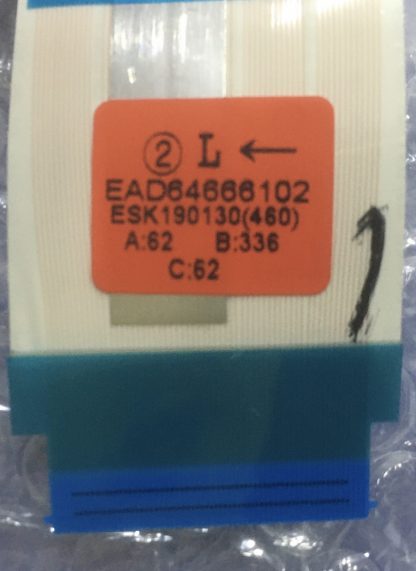 ② L ←
EAD64666102
ESK190130(460)
A:62 B:336
C:62